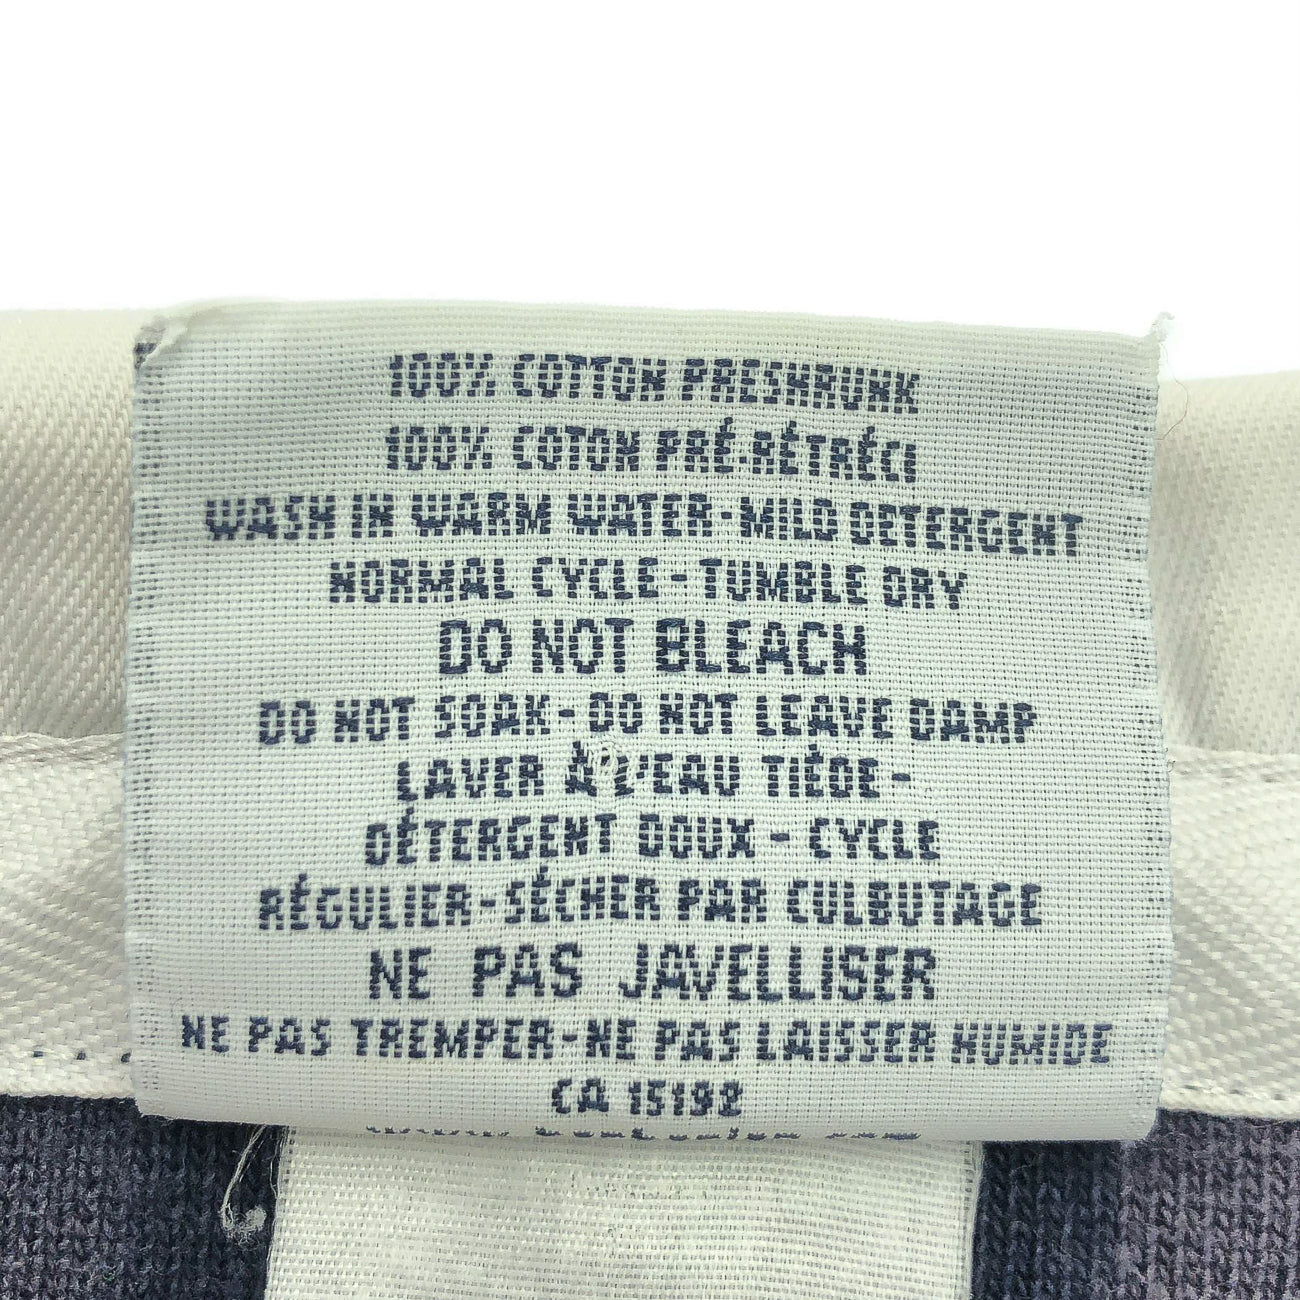 100% COTTON PRESHRUNK
100% COTON PRÉ.RÉTRÉCI
WASH IN WARM WATER-MILD DETERGENT
NORMAL CYCLE-TUMBLE DRY
DO NOT BLEACH
DO NOT SOAK-DO NOT LEAVE DAMP
LAVER À L'EAU TIÈDE-
DÉTERGENT DOUX - CYCLE
RÉGULIER-SÉCHER PAR CULBUTAGE
NE PAS JAVELLISER
NE PAS TREMPER-NE PAS LAISSER HUMIDE
CA 15192